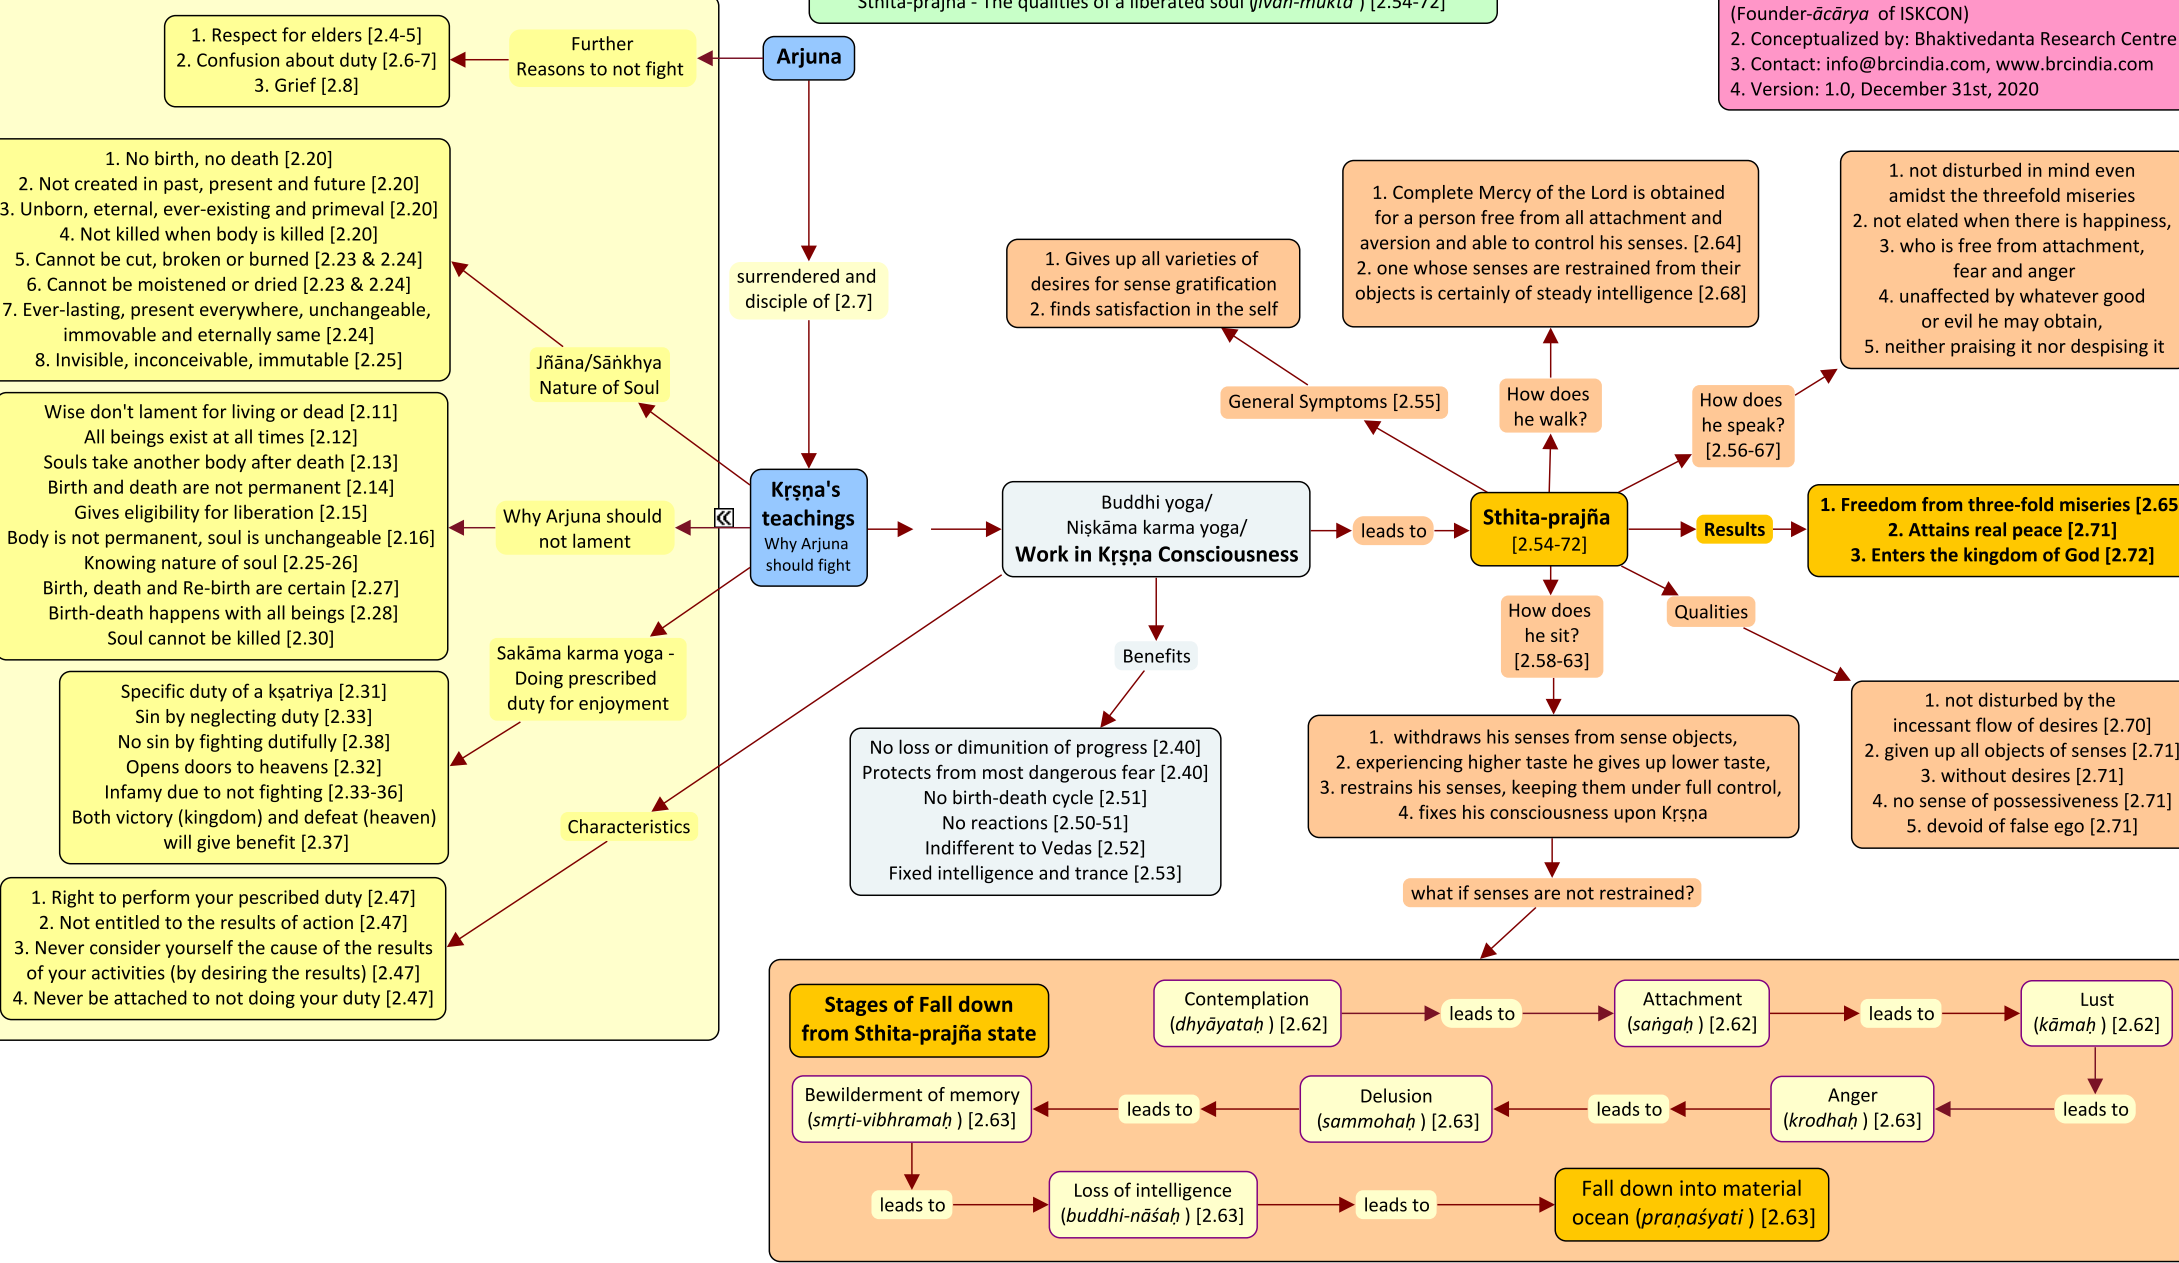 Sthita-prajña - The qualities of a liberated soul (jīvan-mukta ) [2.54-72]
(Founder-ācārya of ISKCON)
2. Conceptualized by: Bhaktivedanta Research Centre
3. Contact: info@brcindia.com, www.brcindia.com
4. Version: 1.0, December 31st, 2020
1. Respect for elders [2.4-5]
2. Confusion about duty [2.6-7]
3. Grief [2.8]
Further
Reasons to not fight
Arjuna
1. No birth, no death [2.20]
2. Not created in past, present and future [2.20]
3. Unborn, eternal, ever-existing and primeval [2.20]
4. Not killed when body is killed [2.20]
5. Cannot be cut, broken or burned [2.23 & 2.24]
6. Cannot be moistened or dried [2.23 & 2.24]
7. Ever-lasting, present everywhere, unchangeable,
immovable and eternally same [2.24]
8. Invisible, inconceivable, immutable [2.25]
Jñāna/Sāṅkhya
Nature of Soul
surrendered and
disciple of [2.7]
Wise don't lament for living or dead [2.11]
All beings exist at all times [2.12]
Souls take another body after death [2.13]
Birth and death are not permanent [2.14]
Gives eligibility for liberation [2.15]
Body is not permanent, soul is unchangeable [2.16]
Knowing nature of soul [2.25-26]
Birth, death and Re-birth are certain [2.27]
Birth-death happens with all beings [2.28]
Soul cannot be killed [2.30]
Why Arjuna should
not lament
Kṛṣṇa's
teachings
Why Arjuna
should fight
Sakāma karma yoga -
Doing prescribed
duty for enjoyment
Specific duty of a kṣatriya [2.31]
Sin by neglecting duty [2.33]
No sin by fighting dutifully [2.38]
Opens doors to heavens [2.32]
Infamy due to not fighting [2.33-36]
Both victory (kingdom) and defeat (heaven)
will give benefit [2.37]
Characteristics
1. Right to perform your pescribed duty [2.47]
2. Not entitled to the results of action [2.47]
3. Never consider yourself the cause of the results
of your activities (by desiring the results) [2.47]
4. Never be attached to not doing your duty [2.47]
Buddhi yoga/
Niṣkāma karma yoga/
Work in Kṛṣṇa Consciousness
Benefits
No loss or dimunition of progress [2.40]
Protects from most dangerous fear [2.40]
No birth-death cycle [2.51]
No reactions [2.50-51]
Indifferent to Vedas [2.52]
Fixed intelligence and trance [2.53]
leads to
Sthita-prajña
[2.54-72]
General Symptoms [2.55]
1. Gives up all varieties of
desires for sense gratification
2. finds satisfaction in the self
How does
he walk?
1. Complete Mercy of the Lord is obtained
for a person free from all attachment and
aversion and able to control his senses. [2.64]
2. one whose senses are restrained from their
objects is certainly of steady intelligence [2.68]
How does
he speak?
[2.56-67]
1. not disturbed in mind even
amidst the threefold miseries
2. not elated when there is happiness,
3. who is free from attachment,
fear and anger
4. unaffected by whatever good
or evil he may obtain,
5. neither praising it nor despising it
Results
1. Freedom from three-fold miseries [2.65
2. Attains real peace [2.71]
3. Enters the kingdom of God [2.72]
Qualities
1. not disturbed by the
incessant flow of desires [2.70]
2. given up all objects of senses [2.71]
3. without desires [2.71]
4. no sense of possessiveness [2.71]
5. devoid of false ego [2.71]
How does
he sit?
[2.58-63]
1. withdraws his senses from sense objects,
2. experiencing higher taste he gives up lower taste,
3. restrains his senses, keeping them under full control,
4. fixes his consciousness upon Kṛṣṇa
what if senses are not restrained?
Stages of Fall down
from Sthita-prajña state
Contemplation
(dhyāyataḥ ) [2.62]
leads to
Attachment
(saṅgaḥ ) [2.62]
leads to
Lust
(kāmaḥ ) [2.62]
leads to
Anger
(krodhaḥ ) [2.63]
leads to
Delusion
(sammohaḥ ) [2.63]
leads to
Bewilderment of memory
(smṛti-vibhramaḥ ) [2.63]
leads to
Loss of intelligence
(buddhi-nāśaḥ ) [2.63]
leads to
Fall down into material
ocean (praṇaśyati ) [2.63]